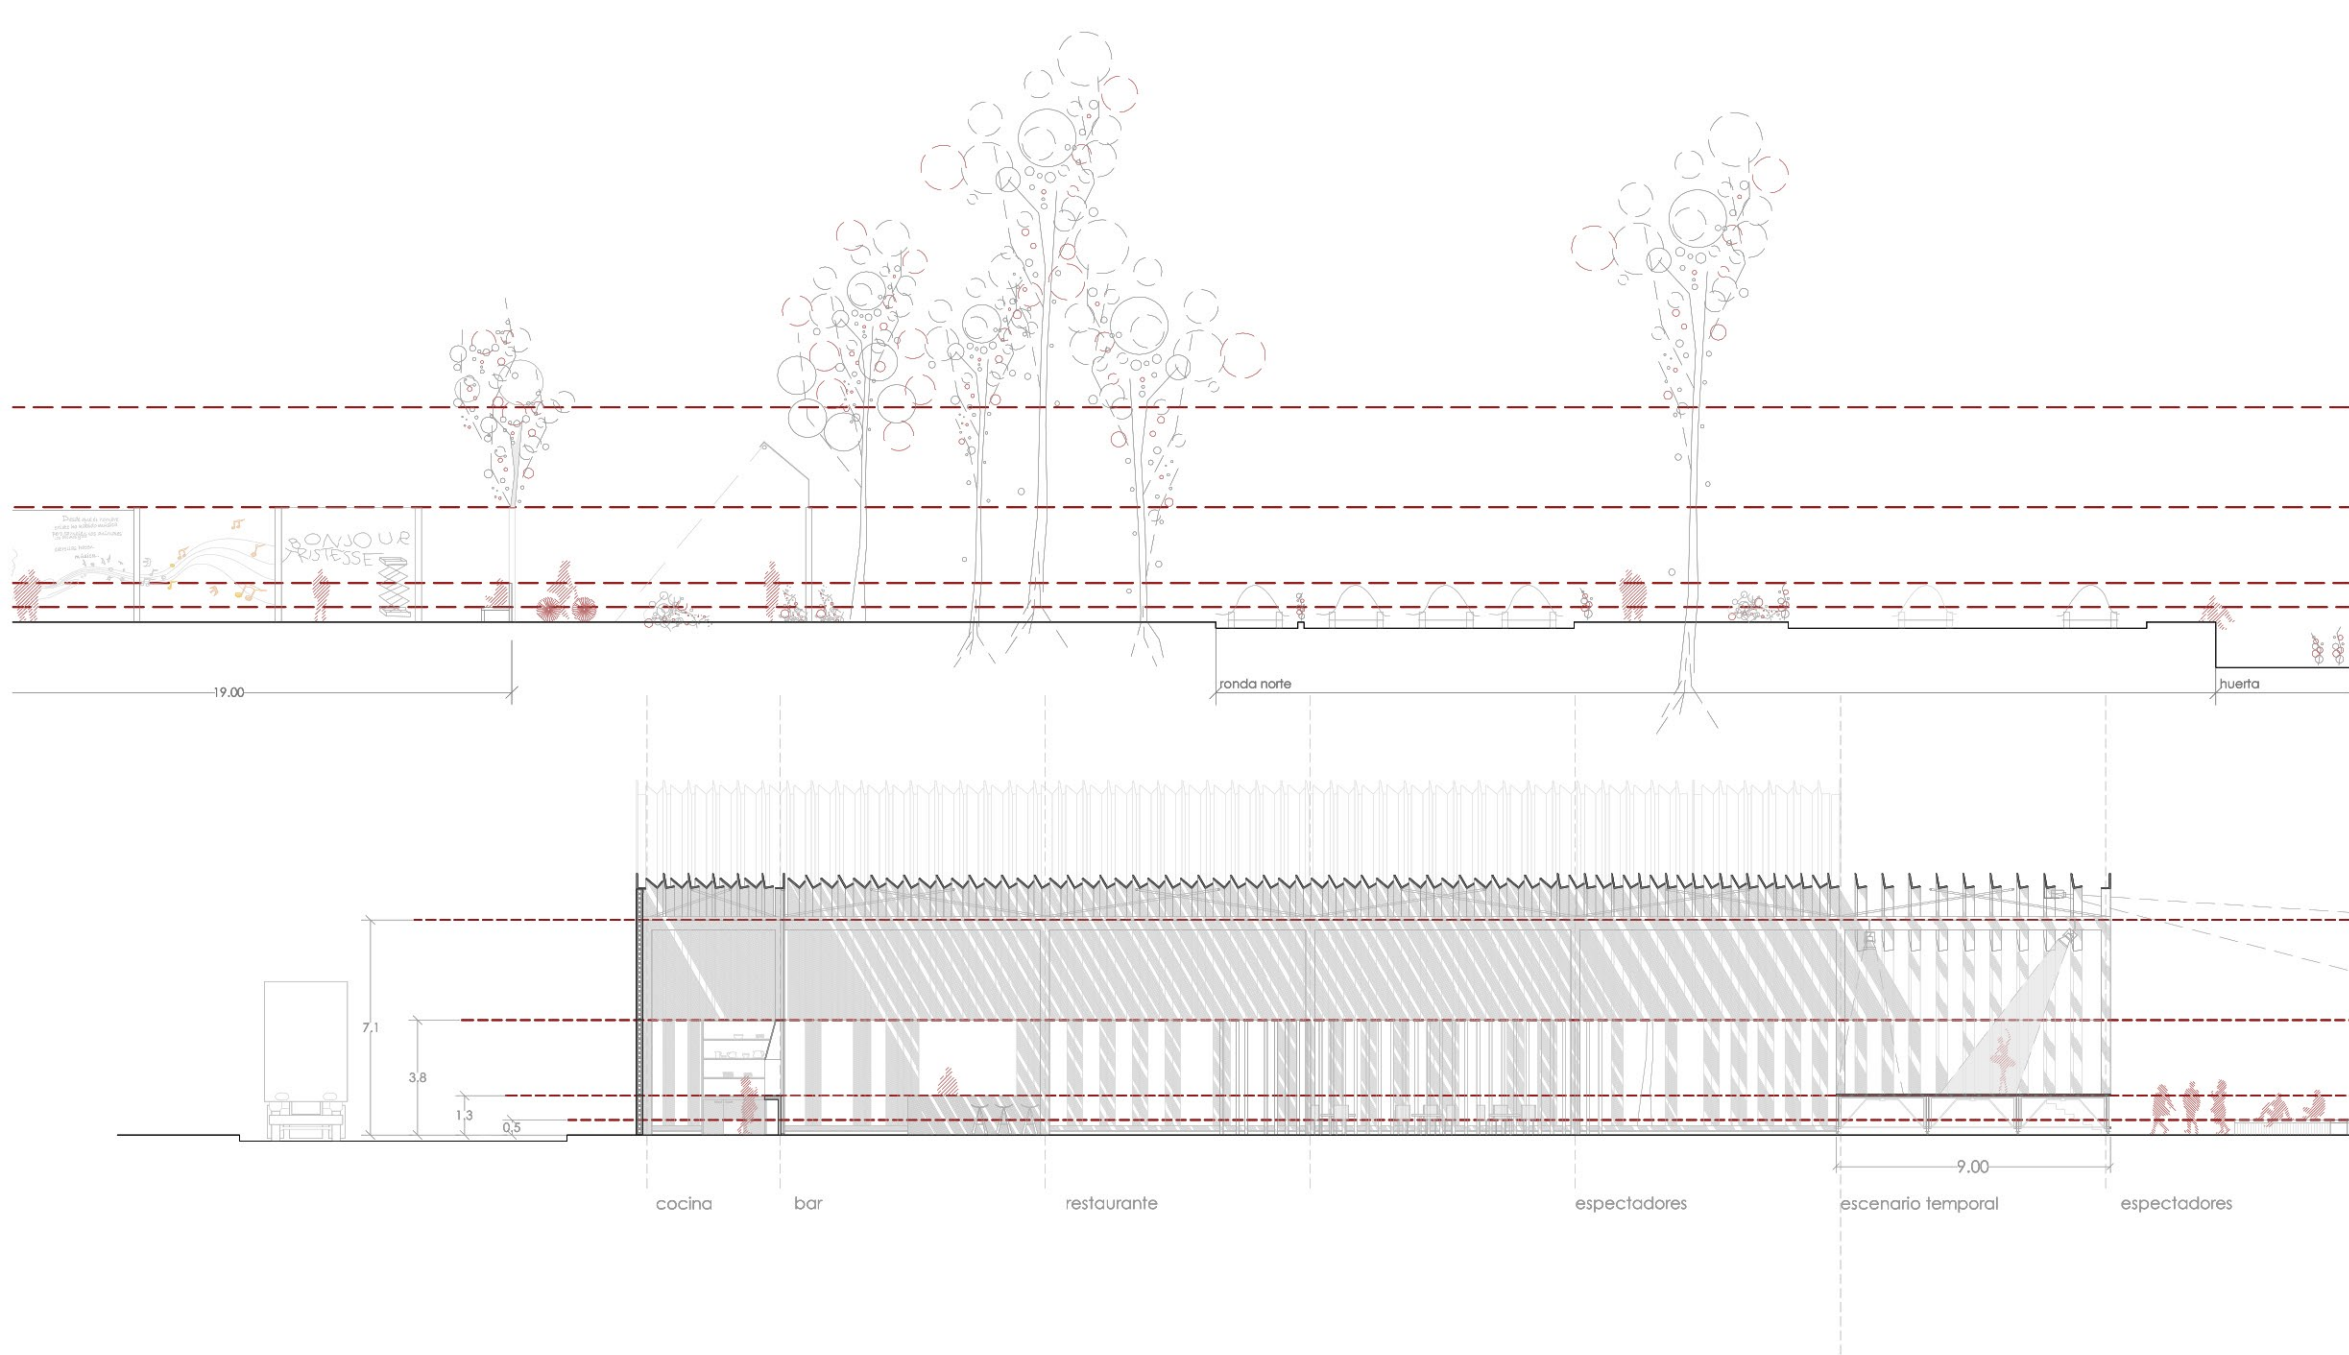 BONJOUR
TRISTESSE
19.00
ronda norte
huerta
7.1
3.8
1.3
0.5
9.00
cocina
bar
restaurante
espectadores
escenario temporal
espectadores